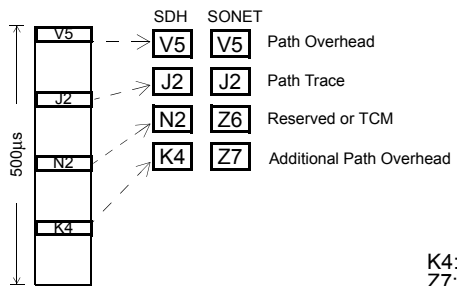 SDH SONET
V5 V5 V5 Path Overhead
J2 J2 J2 Path Trace
N2 N2 Z6 Reserved or TCM
K4 K4 Z7 Additional Path Overhead
500µs
K4:
Z7: